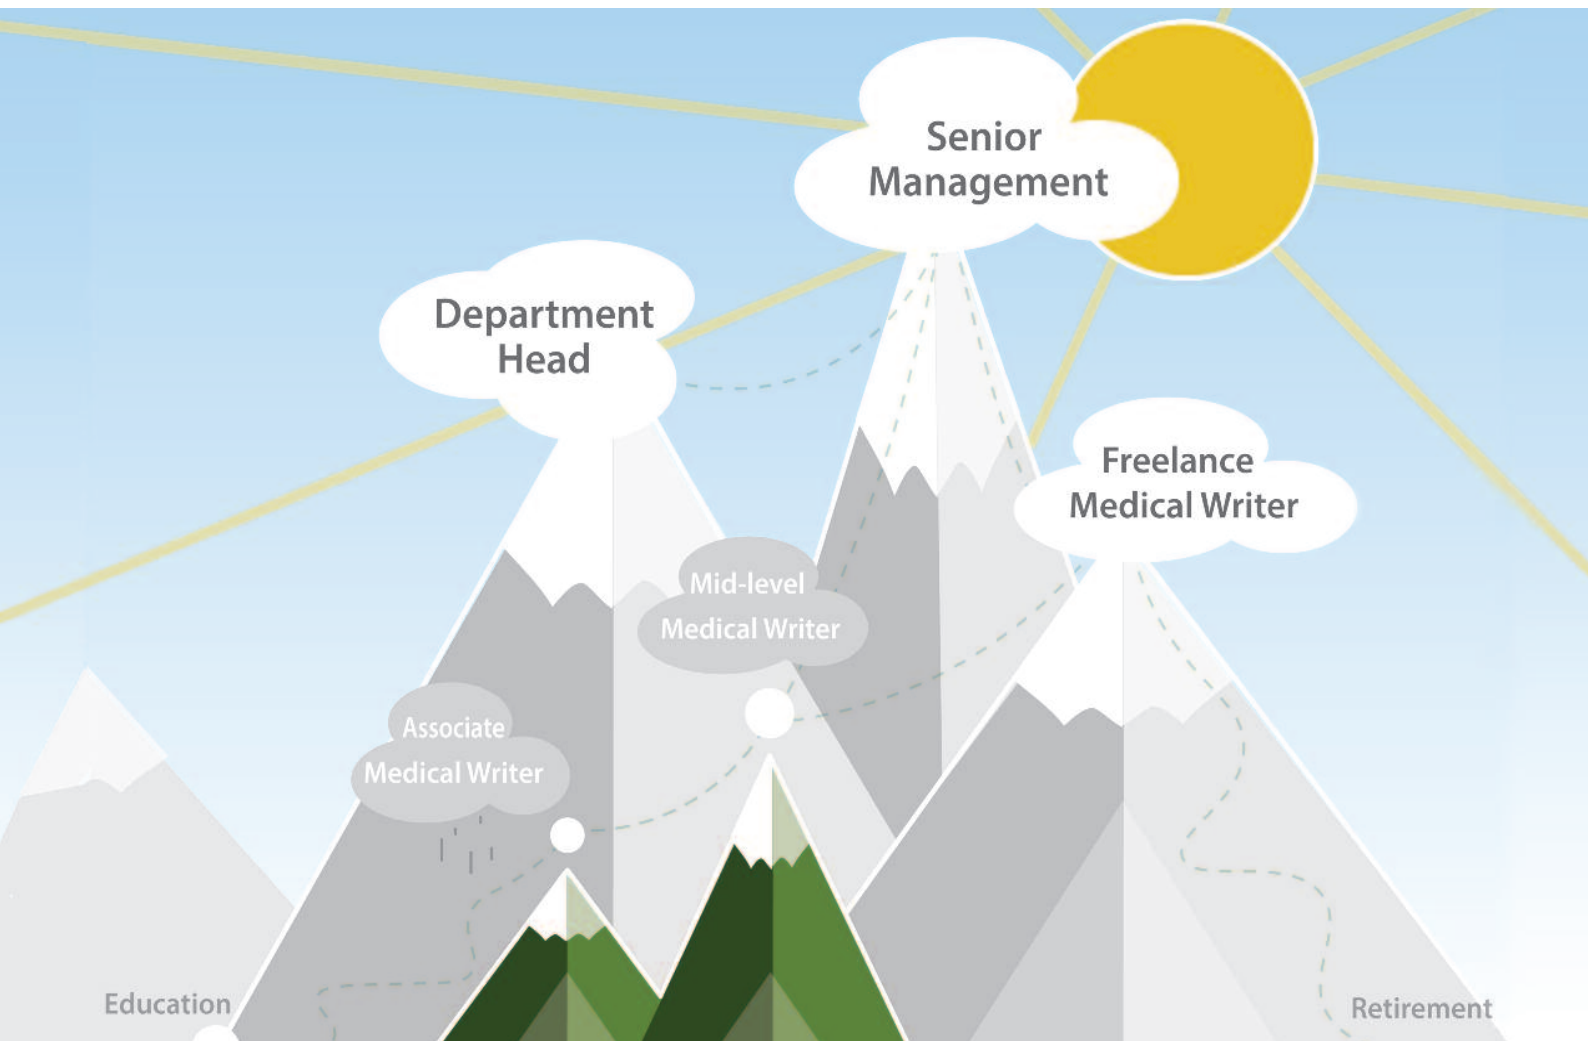 Senior
Management
Department
Head
Freelance
Medical Writer
Mid-level
Medical Writer
Associate
Medical Writer
Education
Retirement